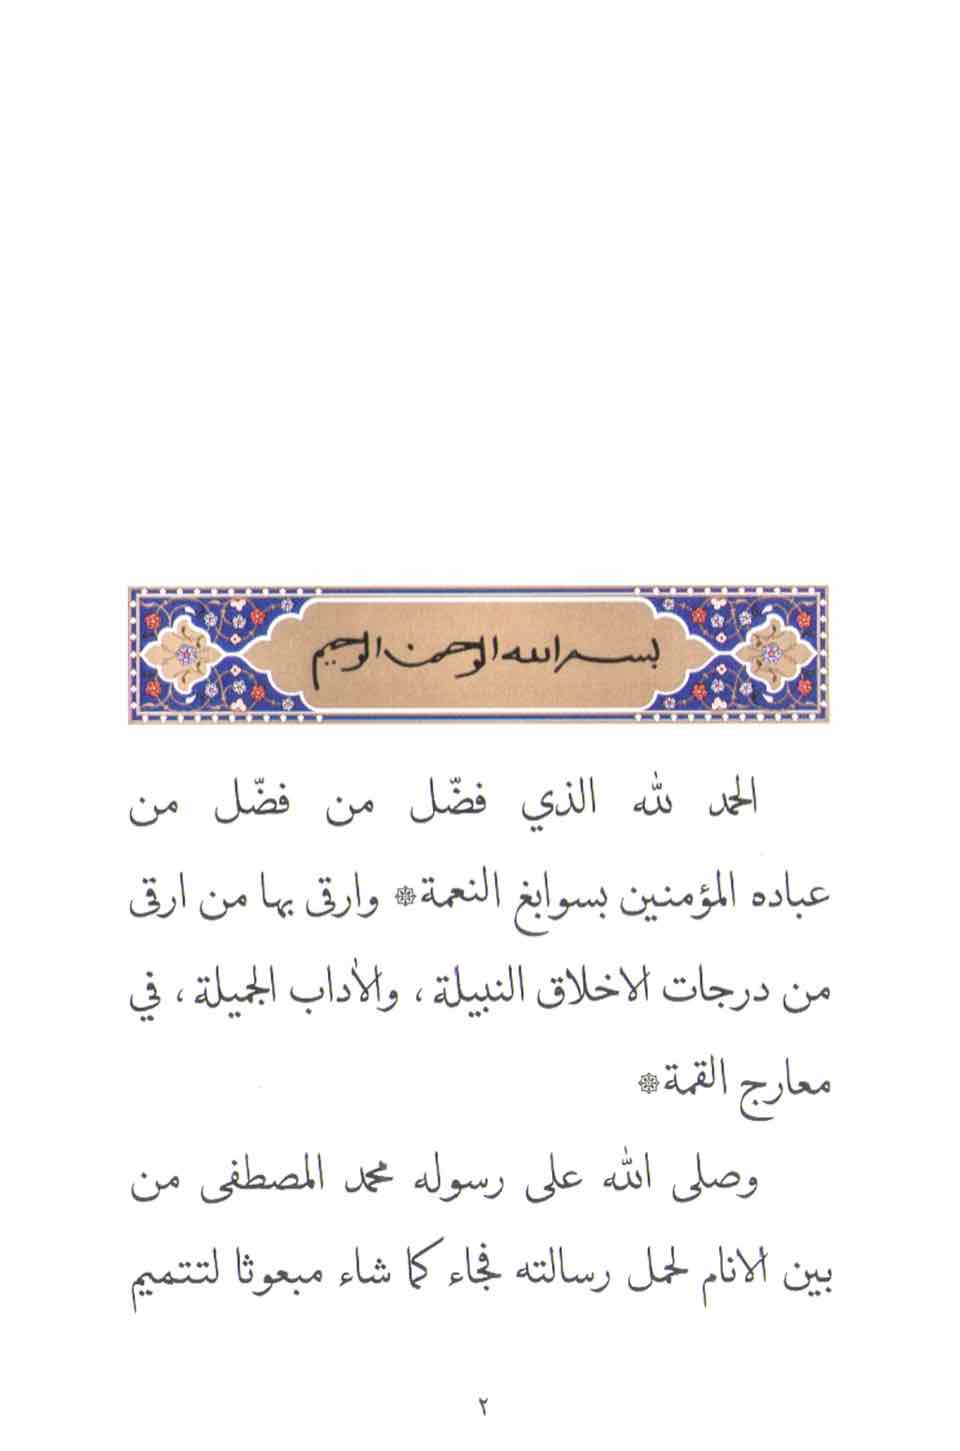 بسم الله الرحمن الرحيم
الحمد لله الذي فضّل من فضّل من
عباده المؤمنين بسوابغ النعمة۞ وارقى بها من ارقى
من درجات الاخلاق النبيلة، والاٰداب الجميلة، في
معارج القمة۞
وصلى الله على رسوله محمد المصطفى من
بين الانام لحمل رسالته فجاء كما شاء مبعوثا لتتميم
٢